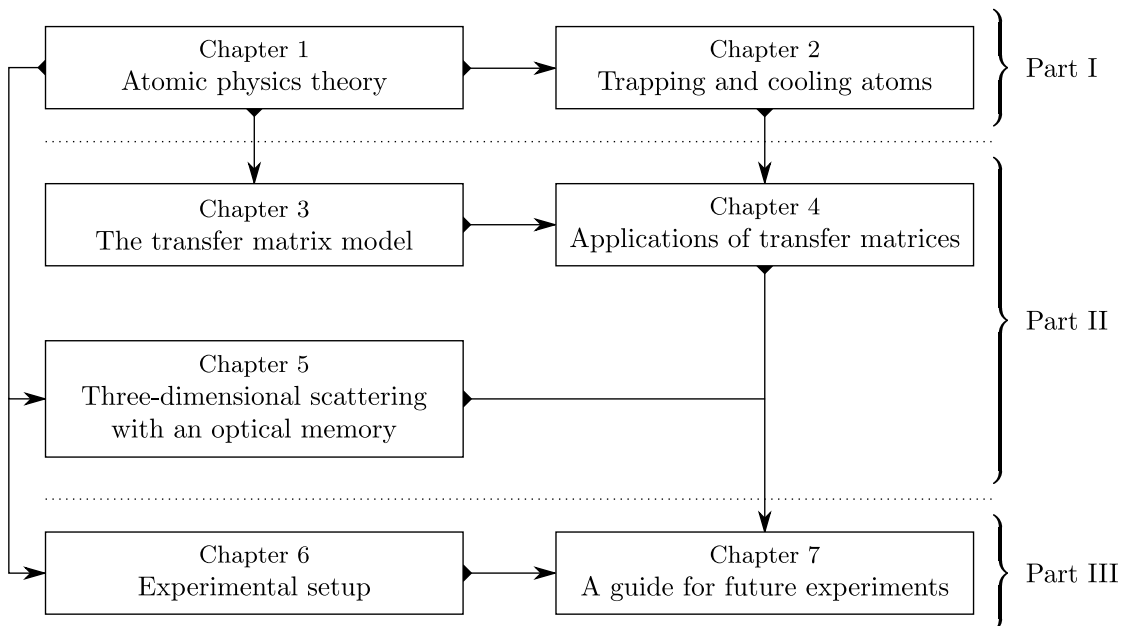 Chapter 1
Atomic physics theory
Chapter 2
Trapping and cooling atoms
Part I
Chapter 3
The transfer matrix model
Chapter 4
Applications of transfer matrices
Part II
Chapter 5
Three-dimensional scattering
with an optical memory
Chapter 6
Experimental setup
Chapter 7
A guide for future experiments
Part III